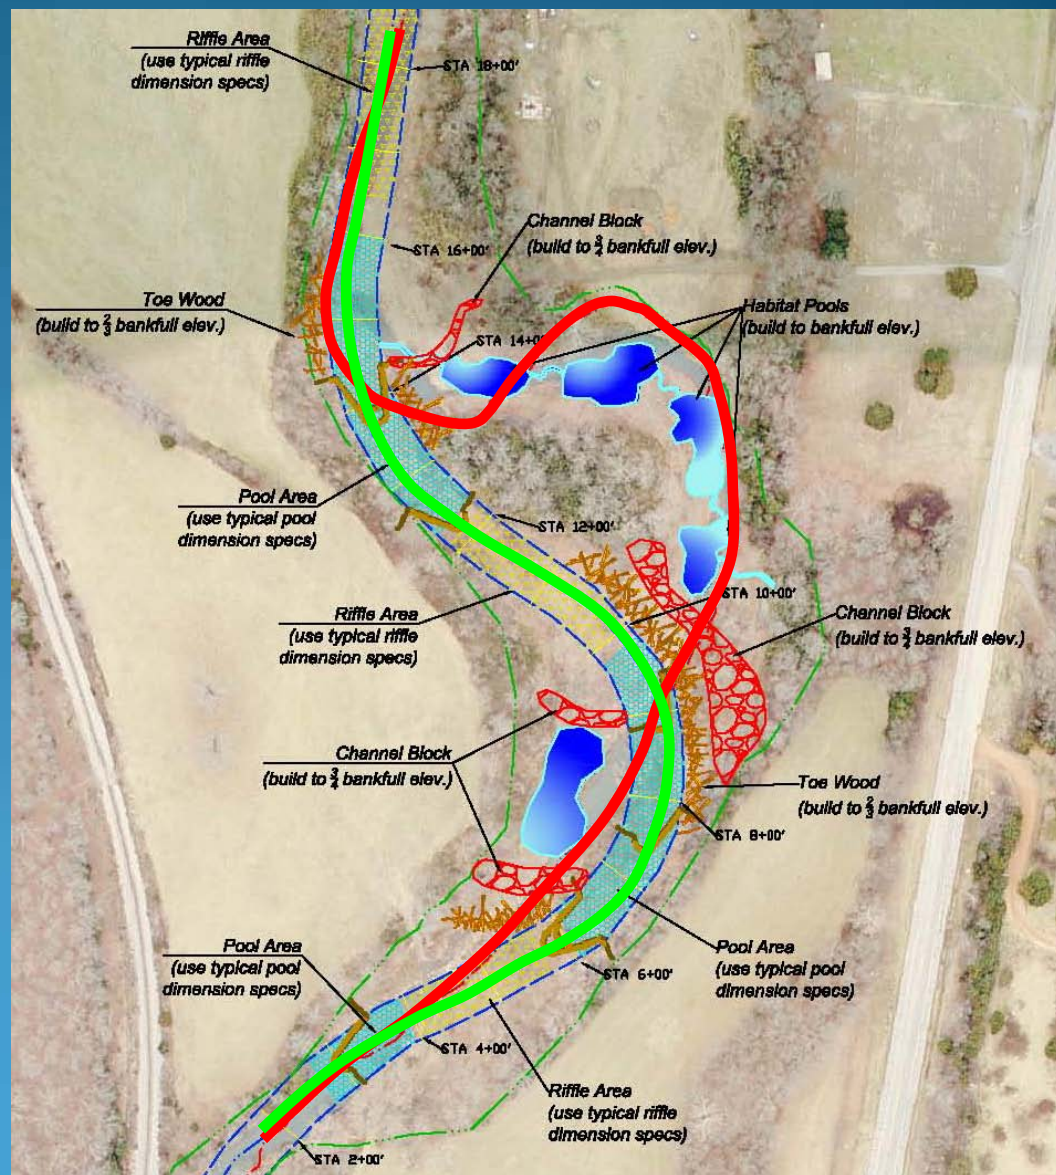 Riffle Area
(use typical riffle
dimension specs)
STA 18+00'
Channel Block
(build to 3/4 bankfull elev.)
STA 16+00'
Toe Wood
(build to 2/3 bankfull elev.)
Habitat Pools
(build to bankfull elev.)
STA 14+00'
Pool Area
(use typical pool
dimension specs)
STA 12+00'
STA 10+00'
Riffle Area
(use typical riffle
dimension specs)
Channel Block
(build to 3/4 bankfull elev.)
Channel Block
(build to 3/4 bankfull elev.)
Toe Wood
(build to 2/3 bankfull elev.)
STA 8+00'
Pool Area
(use typical pool
dimension specs)
Pool Area
(use typical pool
dimension specs)
STA 6+00'
STA 4+00'
Riffle Area
(use typical riffle
dimension specs)
STA 2+00'